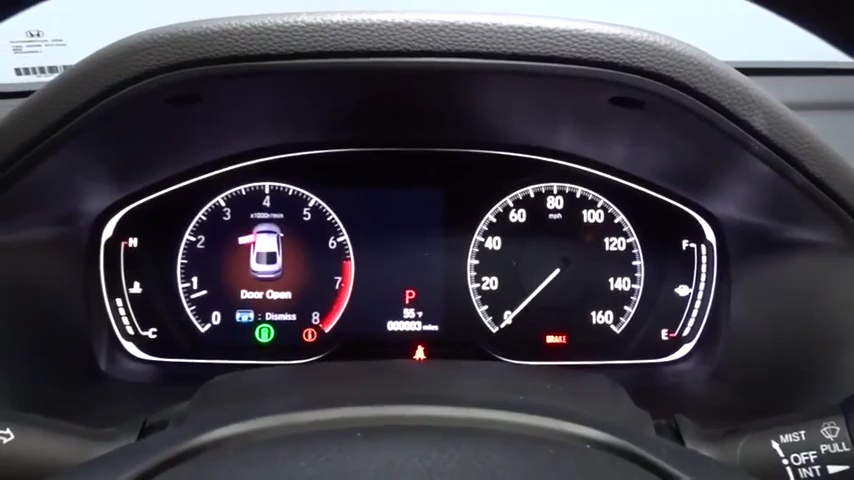 x1000r/min
0 1 2 3 4 5 6 7 8
Door Open
: Dismiss
H
C
P
55°F
000003 miles
mph
0 20 40 60 80 100 120 140 160
BRAKE
F
E
MIST
OFF
INT
PULL